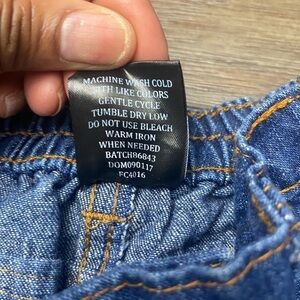 MACHINE WASH COLD
WITH LIKE COLORS
GENTLE CYCLE
TUMBLE DRY LOW
DO NOT USE BLEACH
WARM IRON
WHEN NEEDED
BATCH86843
DOM090117
FC4016